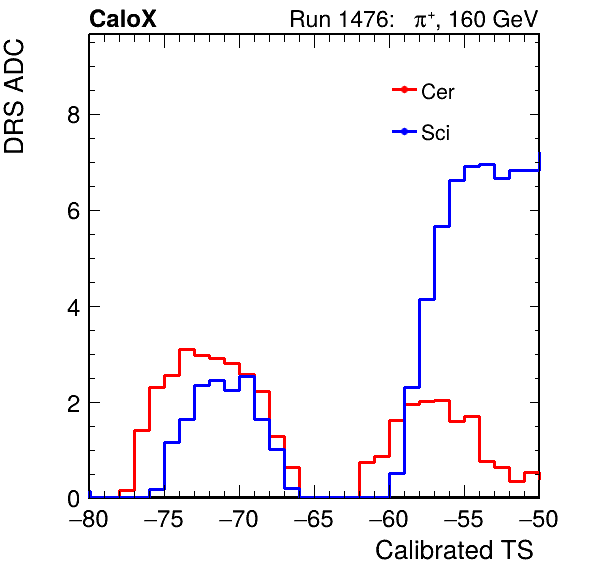 CaloX Run 1476: π⁺, 160 GeV
DRS ADC
Cer
Sci
8
6
4
2
0
−80 −75 −70 −65 −60 −55 −50
Calibrated TS